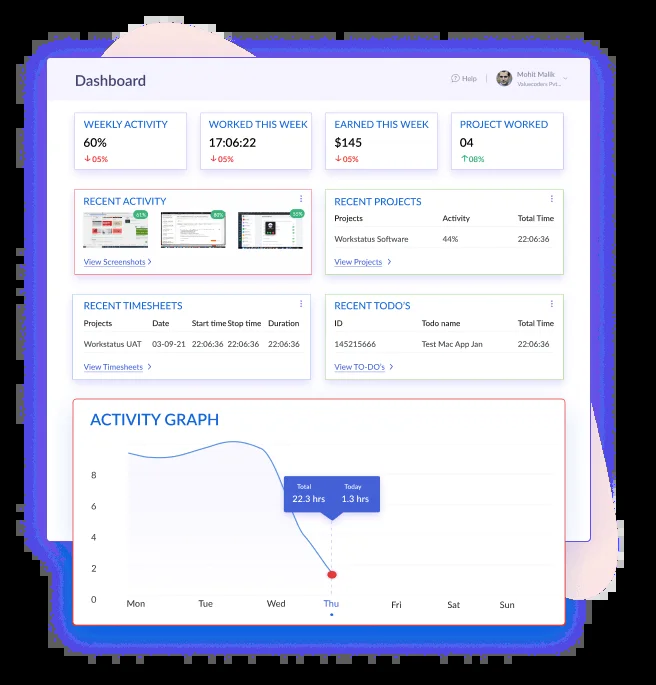 Dashboard
Help
Mohit Malik
Valuecoders Pvt...
WEEKLY ACTIVITY
60%
05%
WORKED THIS WEEK
17:06:22
05%
EARNED THIS WEEK
$145
05%
PROJECT WORKED
04
08%
RECENT ACTIVITY
61%
80%
View Screenshots
RECENT PROJECTS
Projects Activity Total Time
Workstatus Software 44% 22:06:36
View Projects
RECENT TIMESHEETS
Projects Date Start time Stop time Duration
Workstatus UAT 03-09-21 22:06:36 22:06:36 22:06:36
View Timesheets
RECENT TODO'S
ID Todo name Total Time
145215666 Test Mac App Jan 22:06:36
View TO-DO's
ACTIVITY GRAPH
8
6
4
2
0
Total Today
22.3 hrs 1.3 hrs
Mon Tue Wed Thu Fri Sat Sun